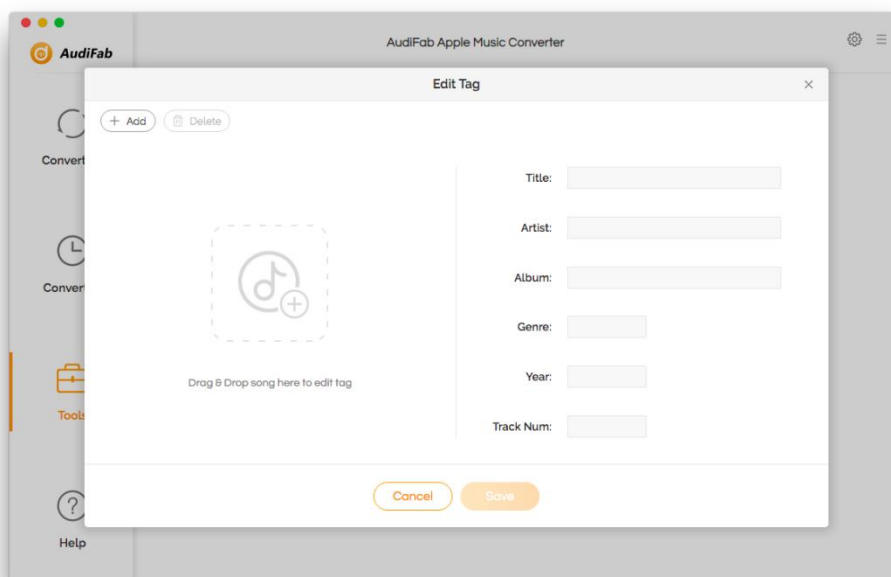 AudiFab
AudiFab Apple Music Converter
Edit Tag
Add
Delete
Convert
Conver
Tools
Help
Drag & Drop song here to edit tag
Title:
Artist:
Album:
Genre:
Year:
Track Num:
Cancel
Save